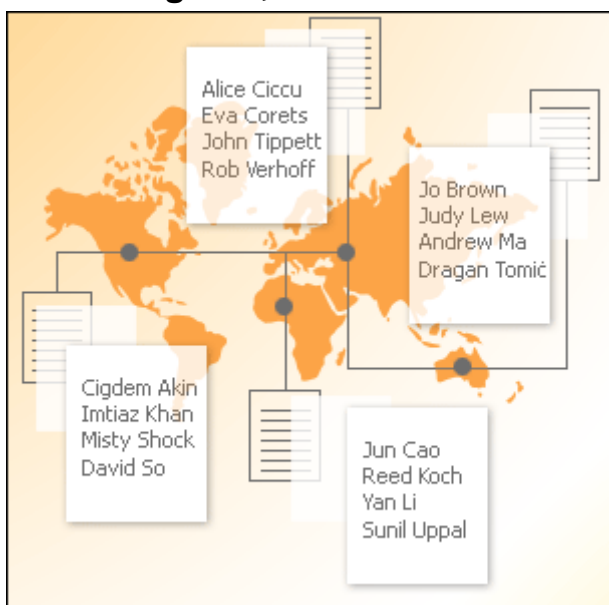 Alice Ciccu
Eva Corets
John Tippett
Rob Verhoff
Jo Brown
Judy Lew
Andrew Ma
Dragan Tomić
Cigdem Akin
Imtiaz Khan
Misty Shock
David So
Jun Cao
Reed Koch
Yan Li
Sunil Uppal